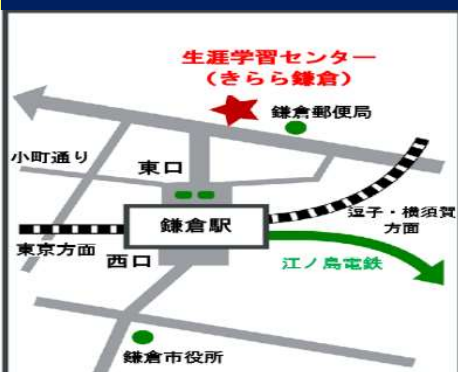 生涯学習センター
（きらら鎌倉）
鎌倉郵便局
小町通り
東口
鎌倉駅
逗子・横須賀
方面
東京方面
西口
江ノ島電鉄
鎌倉市役所